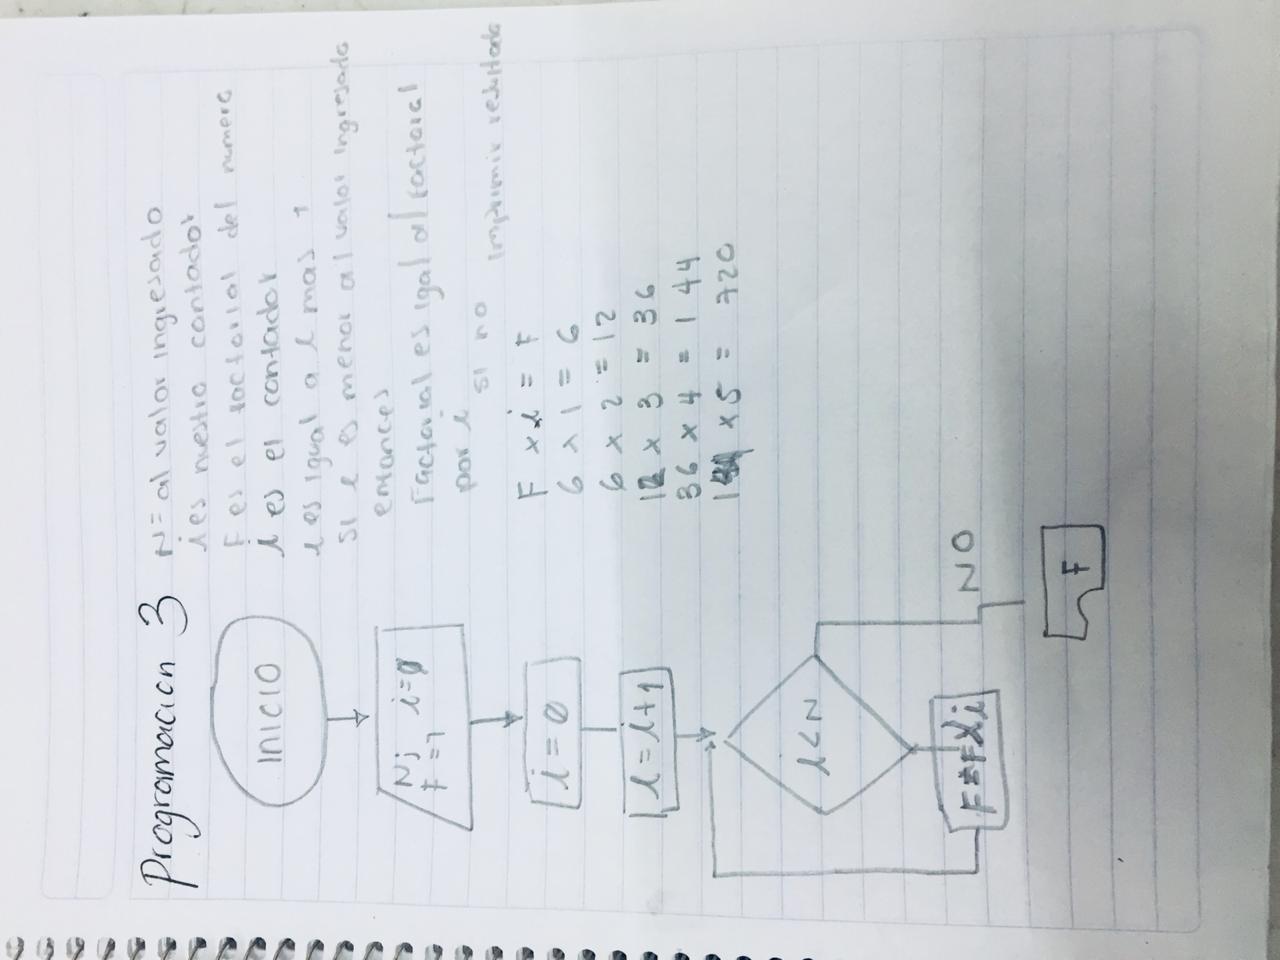 Programacion 3
N = al valor ingresado
i es nuestro contador
F es el factorial del numero
i es el contador
i es igual a i mas 1
si i es menor al valor ingresado
entonces
Factorial es igal al factorial
por i
si no imprimir resultado
F x i = F
6 x 1 = 6
6 x 2 = 12
12 x 3 = 36
36 x 4 = 144
144 x 5 = 720
INICIO
N; i=0
F=1
i=0
i=i+1
i<N
NO
F=Fxi
F